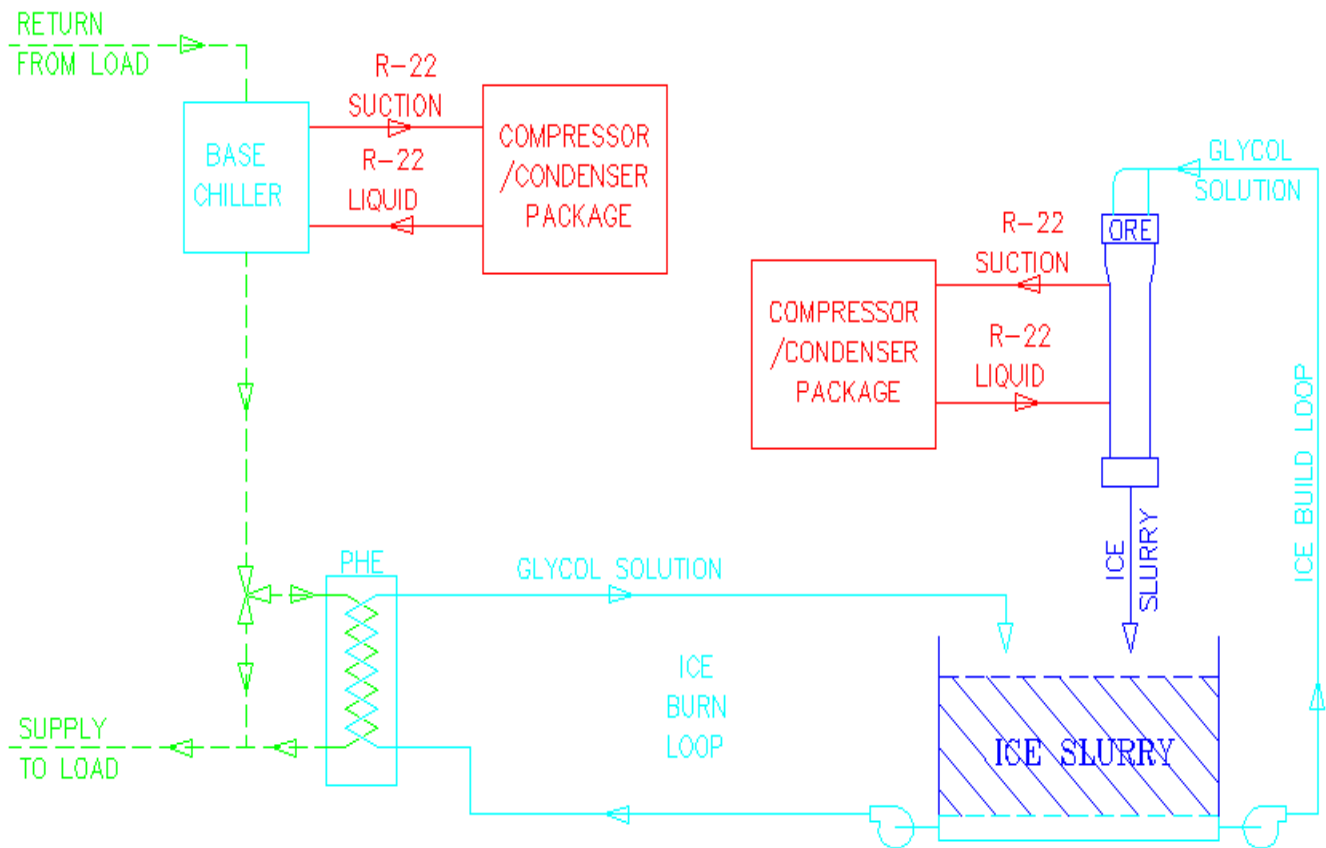 RETURN
FROM LOAD
R-22
SUCTION
R-22
LIQUID
BASE
CHILLER
COMPRESSOR
/CONDENSER
PACKAGE
GLYCOL
SOLUTION
ORE
R-22
SUCTION
R-22
LIQUID
COMPRESSOR
/CONDENSER
PACKAGE
ICE BUILD LOOP
ICE
SLURRY
PHE
GLYCOL SOLUTION
ICE
BURN
LOOP
ICE SLURRY
SUPPLY
TO LOAD